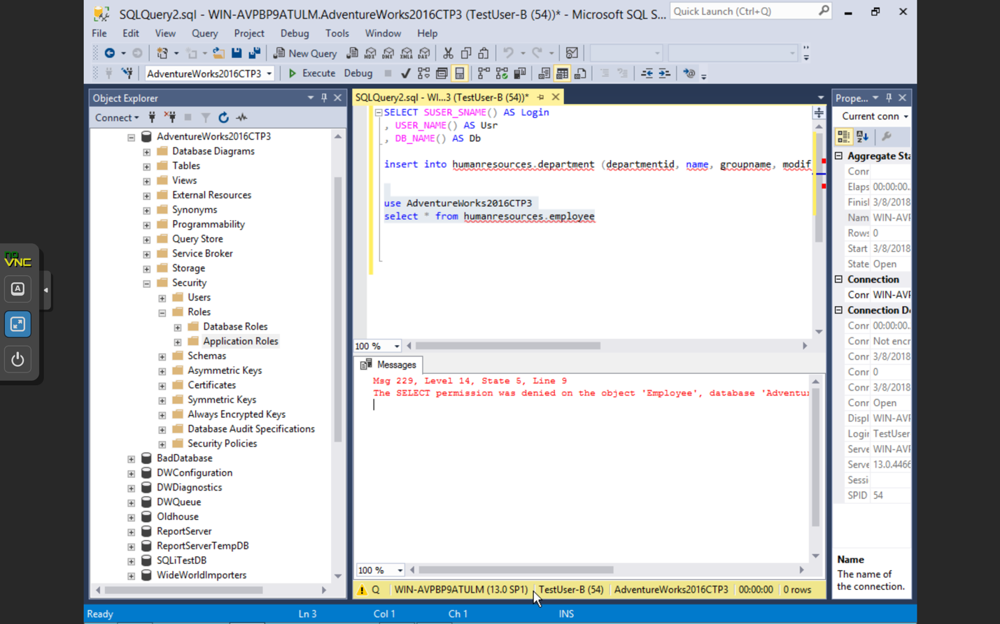 SQLQuery2.sql - WIN-AVPBP9ATULM.AdventureWorks2016CTP3 (TestUser-B (54))* - Microsoft SQL S...
Quick Launch (Ctrl+Q)
File Edit View Query Project Debug Tools Window Help
New Query
MDX DMX XMLA DAX
AdventureWorks2016CTP3 Execute Debug
Object Explorer
Connect
AdventureWorks2016CTP3
Database Diagrams
Tables
Views
External Resources
Synonyms
Programmability
Query Store
Service Broker
Storage
Security
Users
Roles
Database Roles
Application Roles
Schemas
Asymmetric Keys
Certificates
Symmetric Keys
Always Encrypted Keys
Database Audit Specifications
Security Policies
BadDatabase
DWConfiguration
DWDiagnostics
DWQueue
Oldhouse
ReportServer
ReportServerTempDB
SQLiTestDB
WideWorldImporters
SQLQuery2.sql - WI...3 (TestUser-B (54))*
SELECT SUSER_SNAME() AS Login
, USER_NAME() AS Usr
, DB_NAME() AS Db
insert into humanresources.department (departmentid, name, groupname, modif
use AdventureWorks2016CTP3
select * from humanresources.employee
100 %
Messages
Msg 229, Level 14, State 5, Line 9
The SELECT permission was denied on the object 'Employee', database 'Adventu
100 %
Q WIN-AVPBP9ATULM (13.0 SP1) TestUser-B (54) AdventureWorks2016CTP3 00:00:00 0 rows
Prope...
Current conn
Aggregate Sta
Conr
Elaps 00:00:00.
Finisl 3/8/2018
Nam WIN-AVI
Rows 0
Start 3/8/2018
State Open
Connection
Conr WIN-AVI
Connection D
Conr 00:00:00.
Conr Not encr
Conr 3/8/2018
Conr 0
Conr 3/8/2018
Conr Open
Displ WIN-AVI
Logir TestUser
Serve WIN-AVI
Serve 13.0.4466
Sessi
SPID 54
Name
The name of
the connection.
Ready Ln 3 Col 1 Ch 1 INS
no
VNC
A